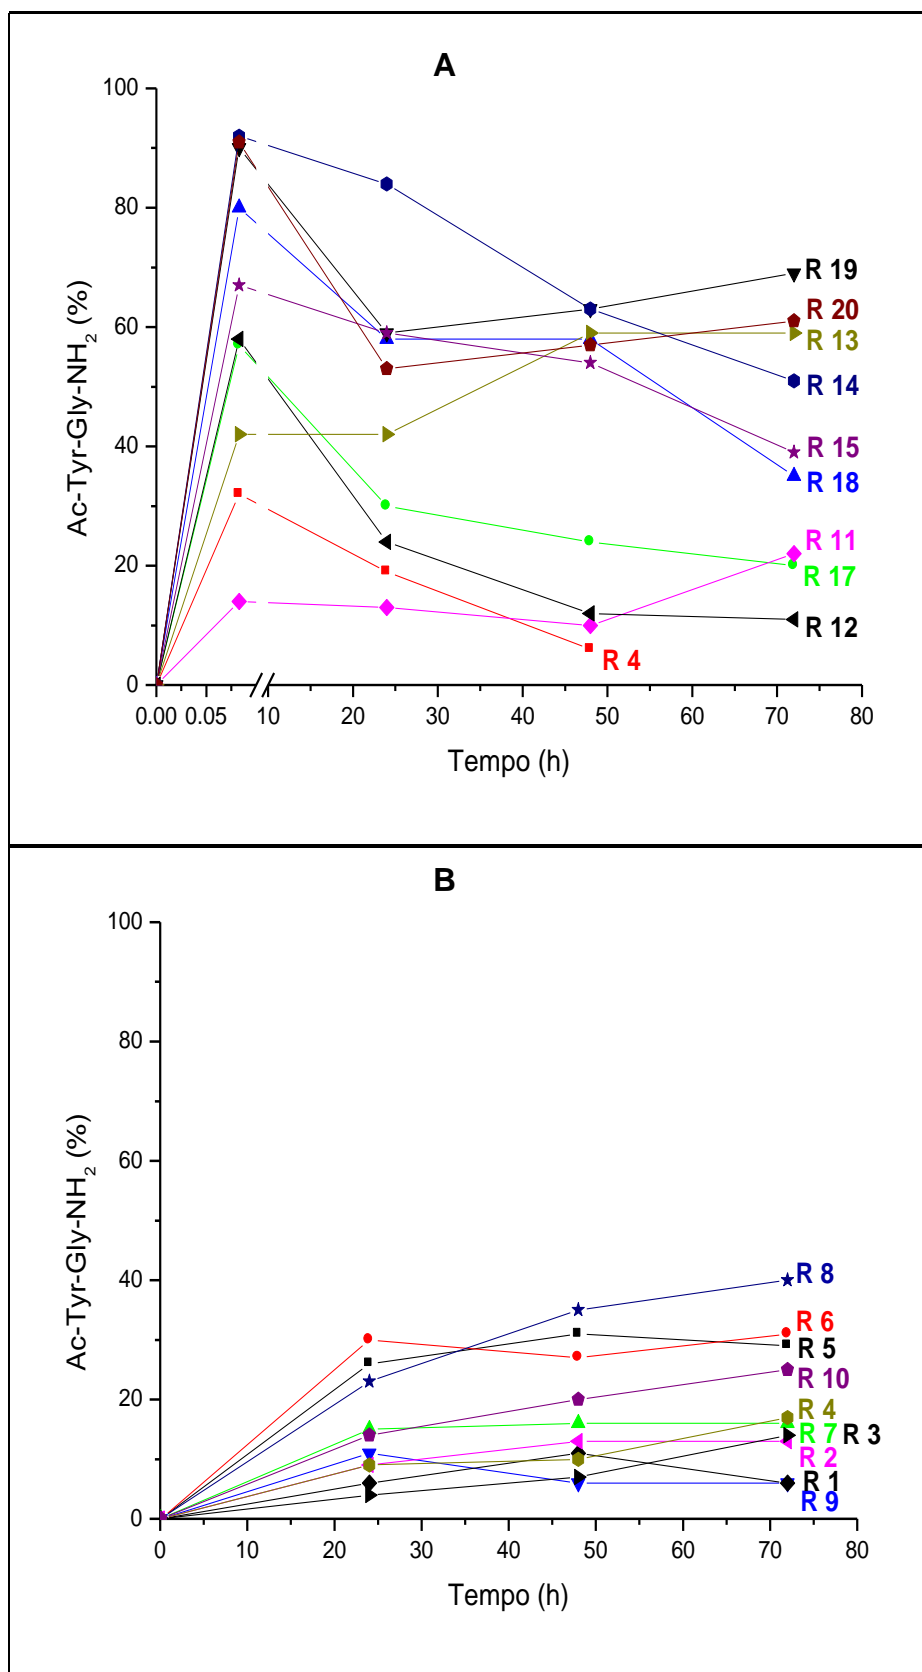 A
100
80
60
40
20
0
Ac-Tyr-Gly-NH₂ (%)
R 19
R 20
R 13
R 14
R 15
R 18
R 11
R 17
R 12
R 4
0.00 0.05 10 20 30 40 50 60 70 80
Tempo (h)
B
100
80
60
40
20
0
Ac-Tyr-Gly-NH₂ (%)
R 8
R 6
R 5
R 10
R 4
R 7 R 3
R 2
R 1
R 9
0 10 20 30 40 50 60 70 80
Tempo (h)